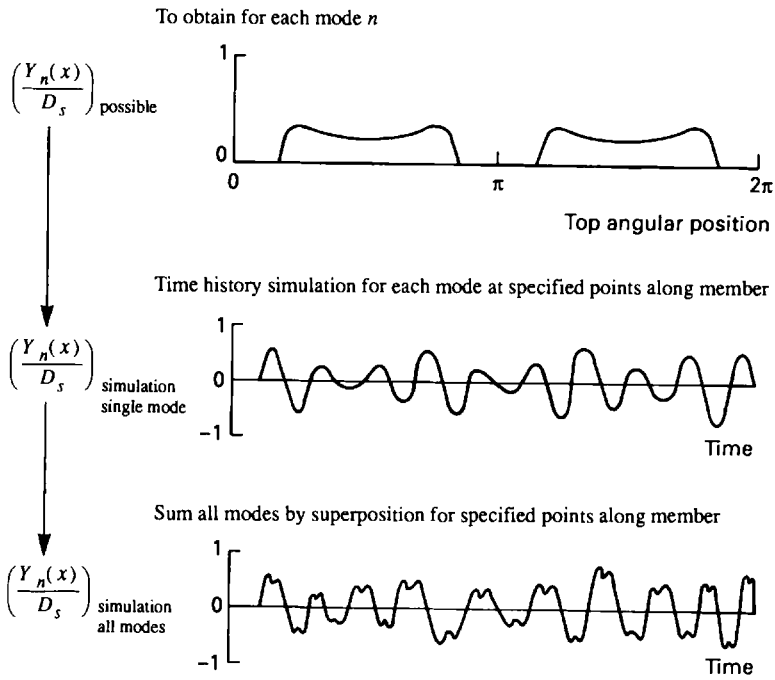 To obtain for each mode n
(Y_n(x)/D_s) possible
1
0
0
π
2π
Top angular position
Time history simulation for each mode at specified points along member
(Y_n(x)/D_s) simulation
single mode
1
0
−1
Time
Sum all modes by superposition for specified points along member
(Y_n(x)/D_s) simulation
all modes
1
0
−1
Time